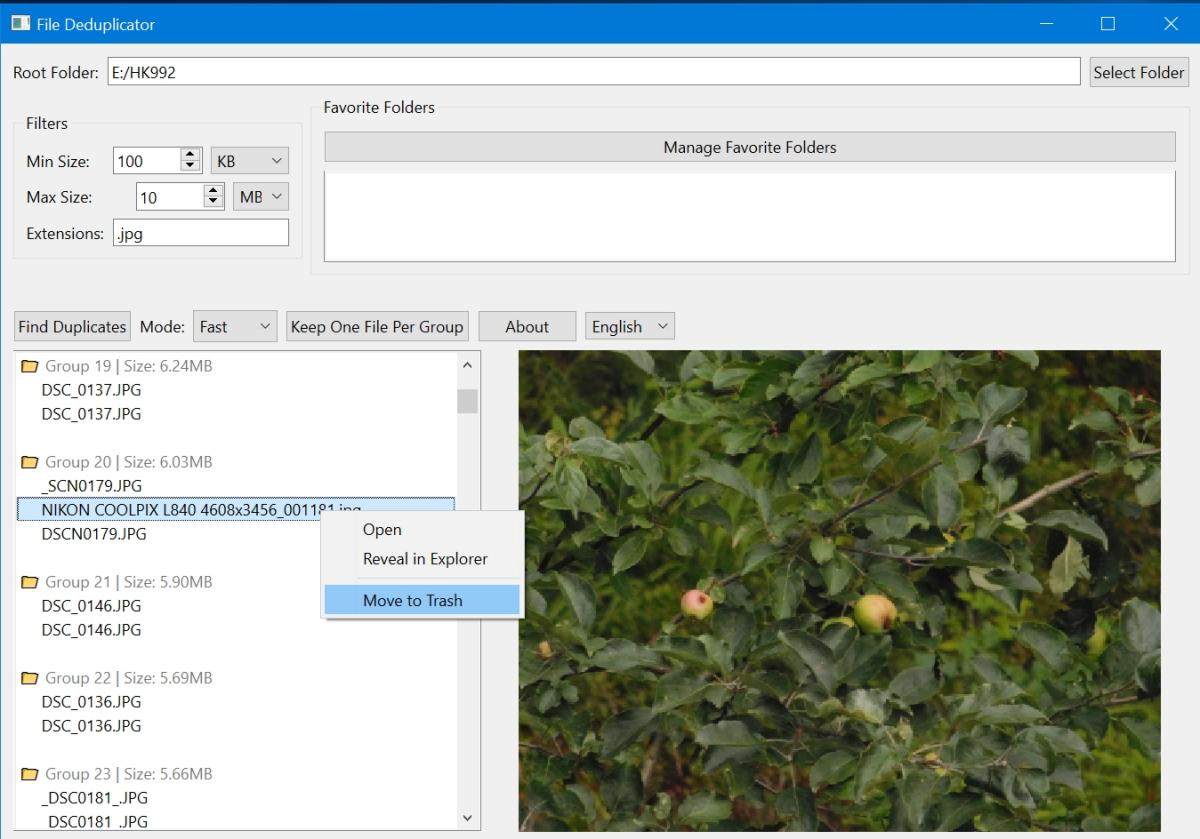 File Deduplicator
Root Folder: E:/HK992 Select Folder
Filters
Min Size: 100 KB
Max Size: 10 MB
Extensions: .jpg
Favorite Folders
Manage Favorite Folders
Find Duplicates Mode: Fast Keep One File Per Group About English
Group 19 | Size: 6.24MB
DSC_0137.JPG
DSC_0137.JPG
Group 20 | Size: 6.03MB
_SCN0179.JPG
NIKON COOLPIX L840 4608x3456_001181.jpg
DSCN0179.JPG
Open
Reveal in Explorer
Move to Trash
Group 21 | Size: 5.90MB
DSC_0146.JPG
DSC_0146.JPG
Group 22 | Size: 5.69MB
DSC_0136.JPG
DSC_0136.JPG
Group 23 | Size: 5.66MB
_DSC0181_.JPG
_DSC0181_.JPG